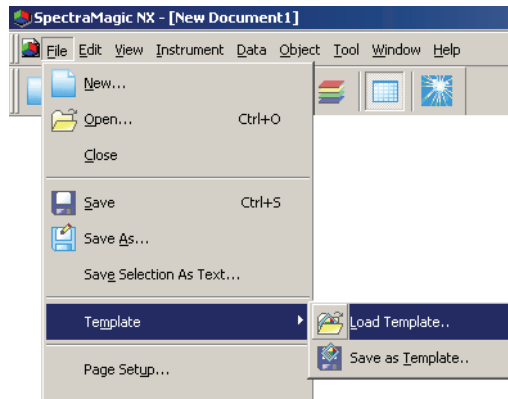 SpectraMagic NX - [New Document1]
File Edit View Instrument Data Object Tool Window Help
New...
Open... Ctrl+O
Close
Save Ctrl+S
Save As...
Save Selection As Text...
Template
Load Template..
Save as Template..
Page Setup...